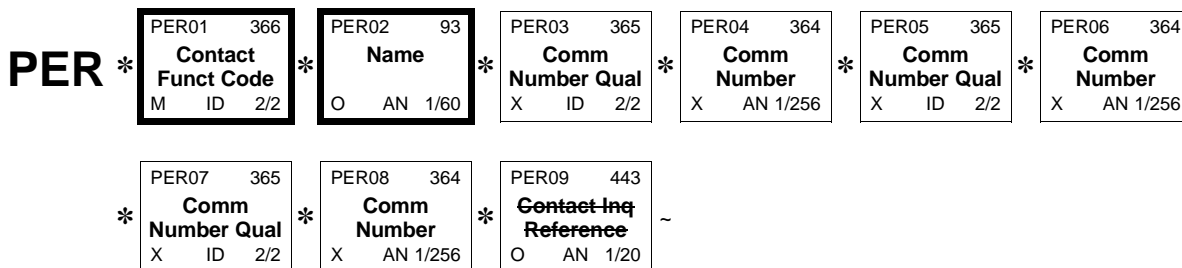 PER01 366 PER02 93 PER03 365 PER04 364 PER05 365 PER06 364
PER * Contact * Name * Comm * Comm * Comm * Comm
Funct Code Number Qual Number Number Qual Number
M ID 2/2 O AN 1/60 X ID 2/2 X AN 1/256 X ID 2/2 X AN 1/256
PER07 365 PER08 364 PER09 443
* Comm * Comm * Contact Inq ~
Number Qual Number Reference
X ID 2/2 X AN 1/256 O AN 1/20